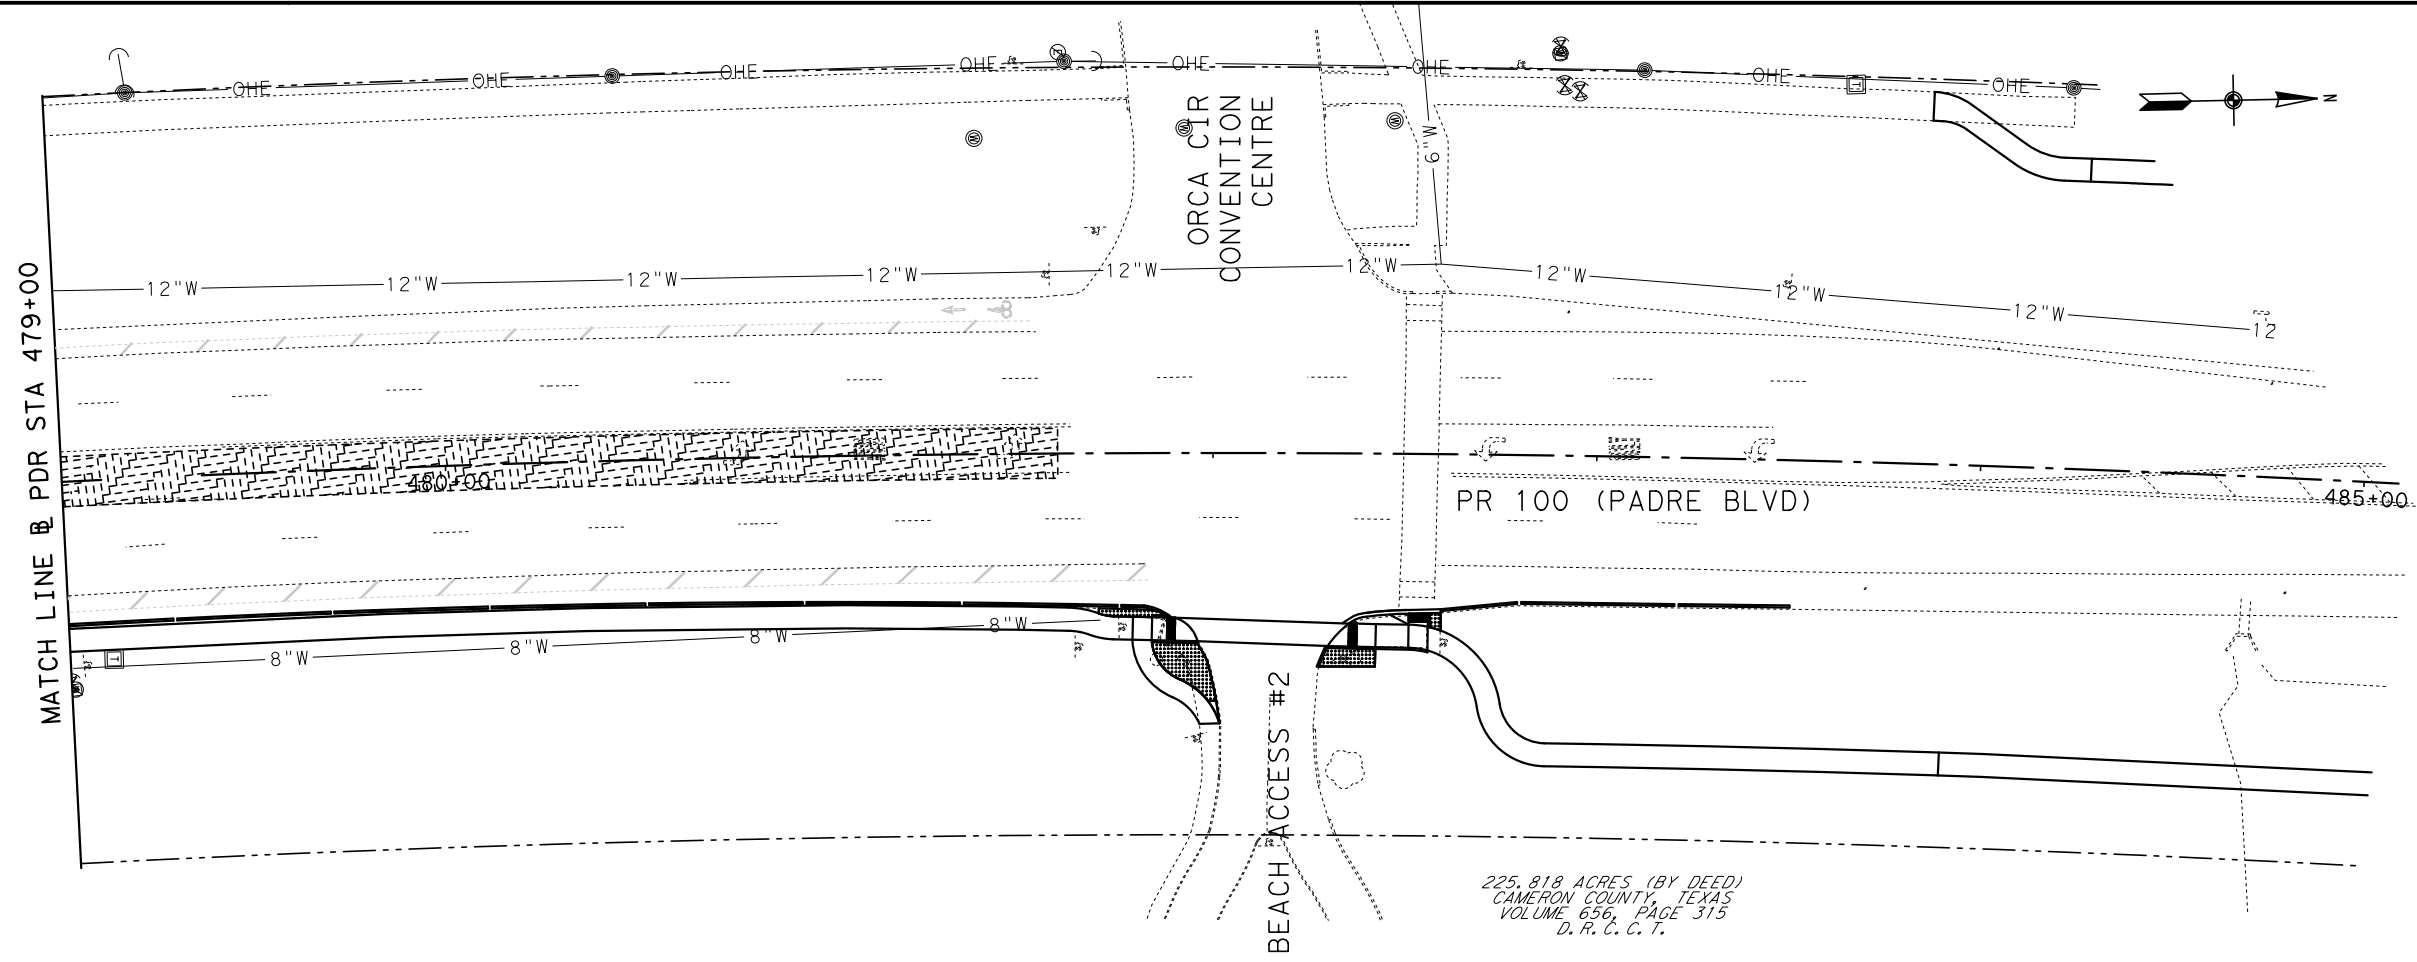 OHE OHE OHE OHE OHE OHE OHE OHE
N
ORCA CIR
CONVENTION
CENTRE
6"W
12"W 12"W 12"W 12"W 12"W 12"W 12"W 12"W 12"W 12
MATCH LINE ℄ PDR STA 479+00
480+00
PR 100 (PADRE BLVD)
485+00
8"W 8"W 8"W 8"W
T
T
E
W
W
W
BEACH ACCESS #2
225.818 ACRES (BY DEED)
CAMERON COUNTY, TEXAS
VOLUME 656, PAGE 315
D.R.C.C.T.